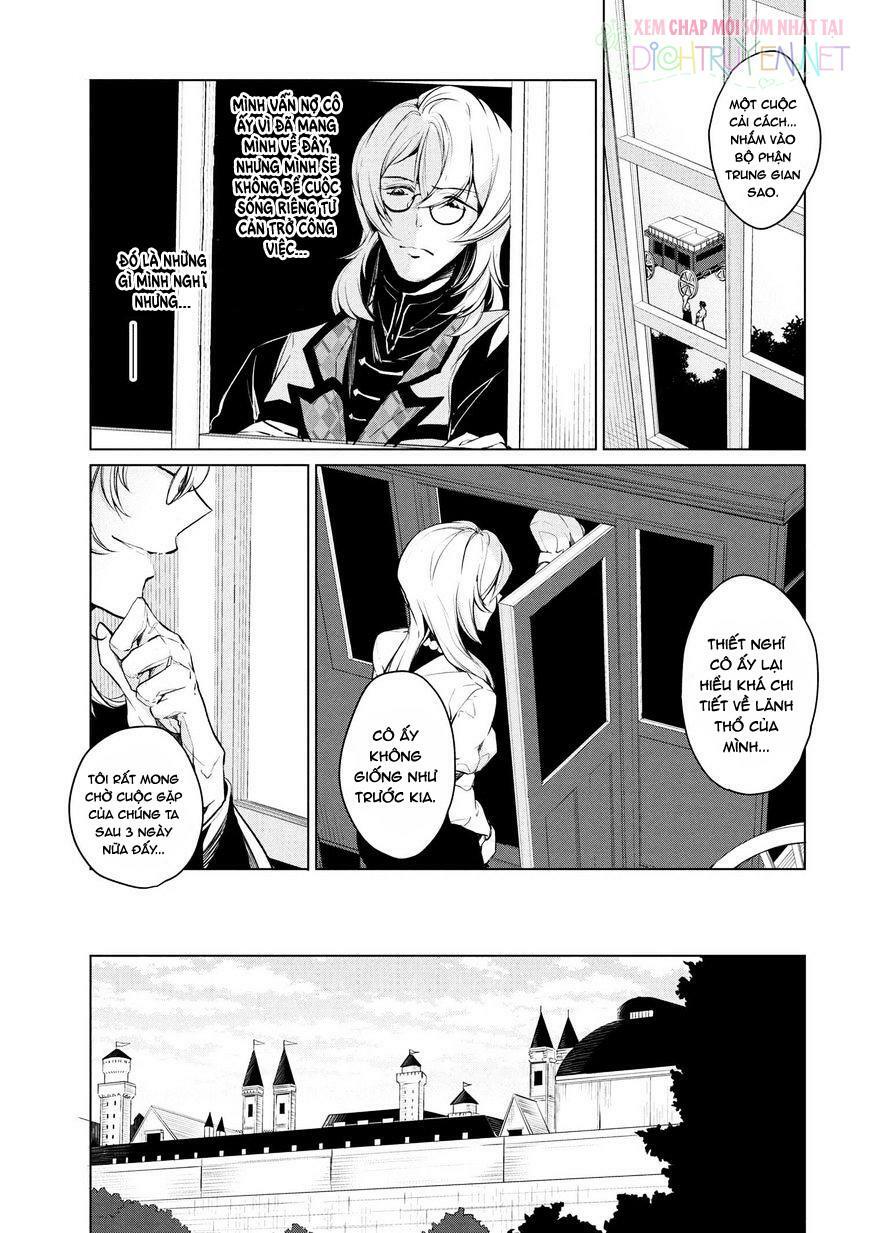 XEM CHAP MỚI SỚM NHẤT TẠI
DICHTRUYEN.NET
MỘT CUỘC
CẢI CÁCH...
NHẮM VÀO
BỘ PHẬN
TRUNG GIAN
SAO.
MÌNH VẪN NỢ CÔ
ẤY VÌ ĐÃ MANG
MÌNH VỀ ĐÂY,
NHƯNG MÌNH SẼ
KHÔNG ĐỂ CUỘC
SỐNG RIÊNG TƯ
CẢN TRỞ CÔNG
VIỆC...
ĐÓ LÀ NHỮNG
GÌ MÌNH NGHĨ
NHƯNG...
THIẾT NGHĨ
CÔ ẤY LẠI
HIỂU KHÁ CHI
TIẾT VỀ LÃNH
THỔ CỦA
MÌNH...
CÔ ẤY
KHÔNG
GIỐNG NHƯ
TRƯỚC KIA.
TÔI RẤT MONG
CHỜ CUỘC GẶP
CỦA CHÚNG TA
SAU 3 NGÀY
NỮA ĐẤY...